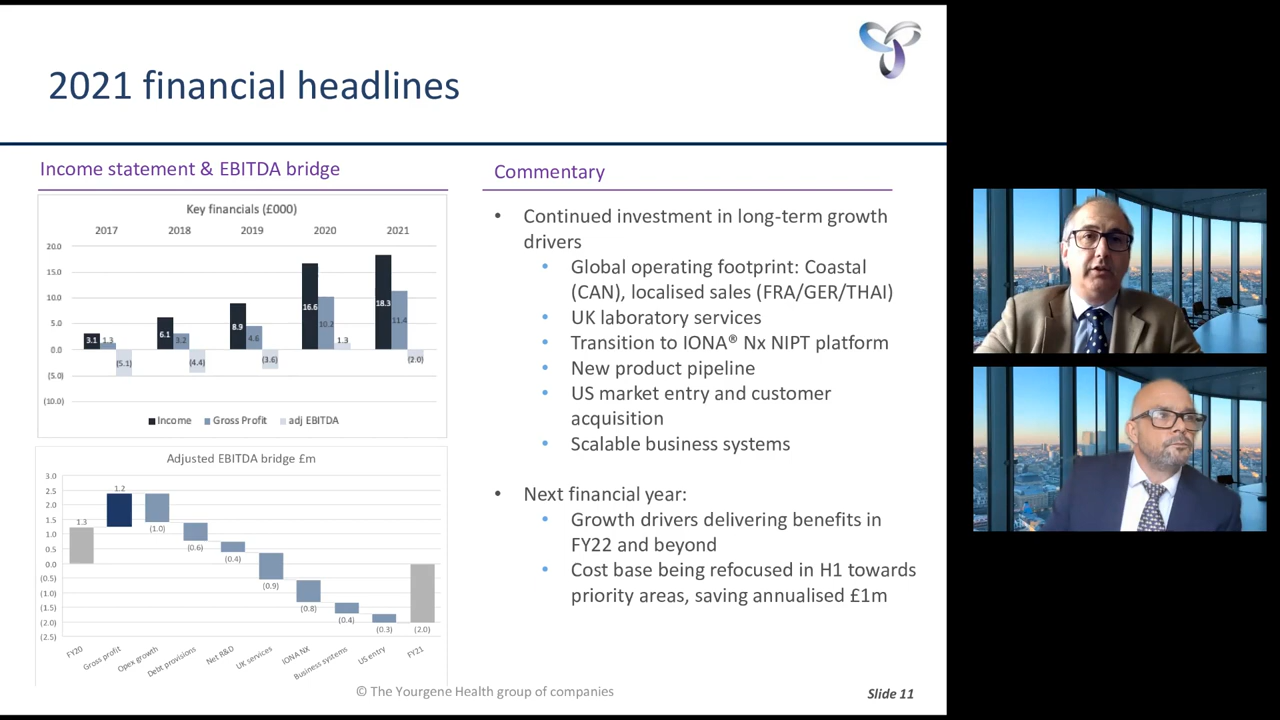 2021 financial headlines
Income statement & EBITDA bridge
Key financials (£000)
2017 2018 2019 2020 2021
20.0
15.0
10.0
5.0
0.0
(5.0)
(10.0)
3.1 1.3 (5.1)
6.1 3.2 (4.4)
8.9 4.6 (3.6)
16.6 10.2 1.3
18.3 11.4 (2.0)
Income Gross Profit adj EBITDA
Adjusted EBITDA bridge £m
3.0
2.5
2.0
1.5
1.0
0.5
0.0
(0.5)
(1.0)
(1.5)
(2.0)
(2.5)
1.3 1.2 (1.0) (0.6) (0.4) (0.9) (0.8) (0.4) (0.3) (2.0)
FY20 Gross profit Opex growth Debt provisions Net R&D UK services IONA NX Business systems US entry FY21
Commentary
• Continued investment in long-term growth
drivers
• Global operating footprint: Coastal
(CAN), localised sales (FRA/GER/THAI)
• UK laboratory services
• Transition to IONA® Nx NIPT platform
• New product pipeline
• US market entry and customer
acquisition
• Scalable business systems
• Next financial year:
• Growth drivers delivering benefits in
FY22 and beyond
• Cost base being refocused in H1 towards
priority areas, saving annualised £1m
© The Yourgene Health group of companies
Slide 11